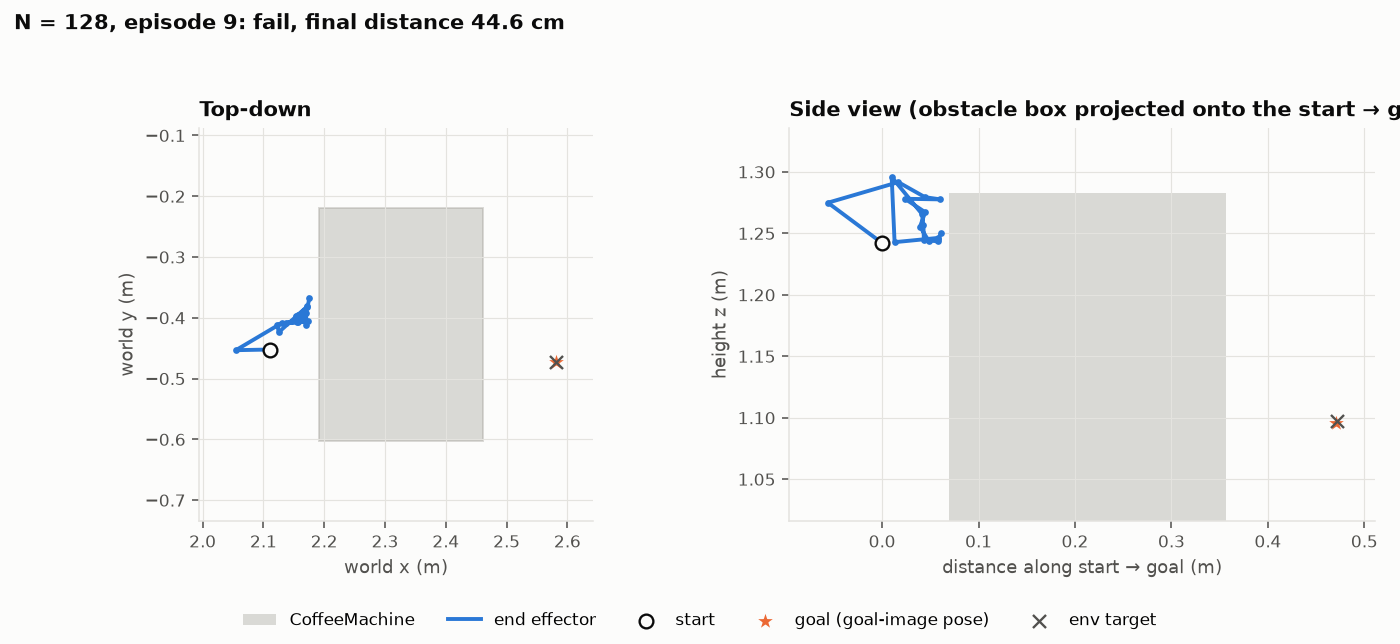 N = 128, episode 9: fail, final distance 44.6 cm
Top-down
−0.1
−0.2
−0.3
−0.4
−0.5
−0.6
−0.7
world y (m)
2.0 2.1 2.2 2.3 2.4 2.5 2.6
world x (m)
Side view (obstacle box projected onto the start → g
1.30
1.25
1.20
1.15
1.10
1.05
height z (m)
0.0 0.1 0.2 0.3 0.4 0.5
distance along start → goal (m)
CoffeeMachine end effector start goal (goal-image pose) env target